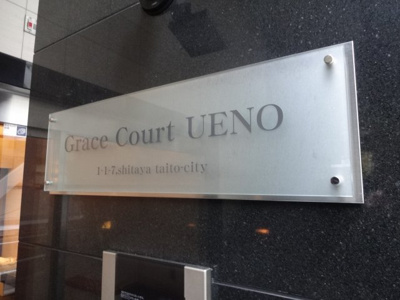 Grace Court UENO
1-1-7,shitaya taito-city